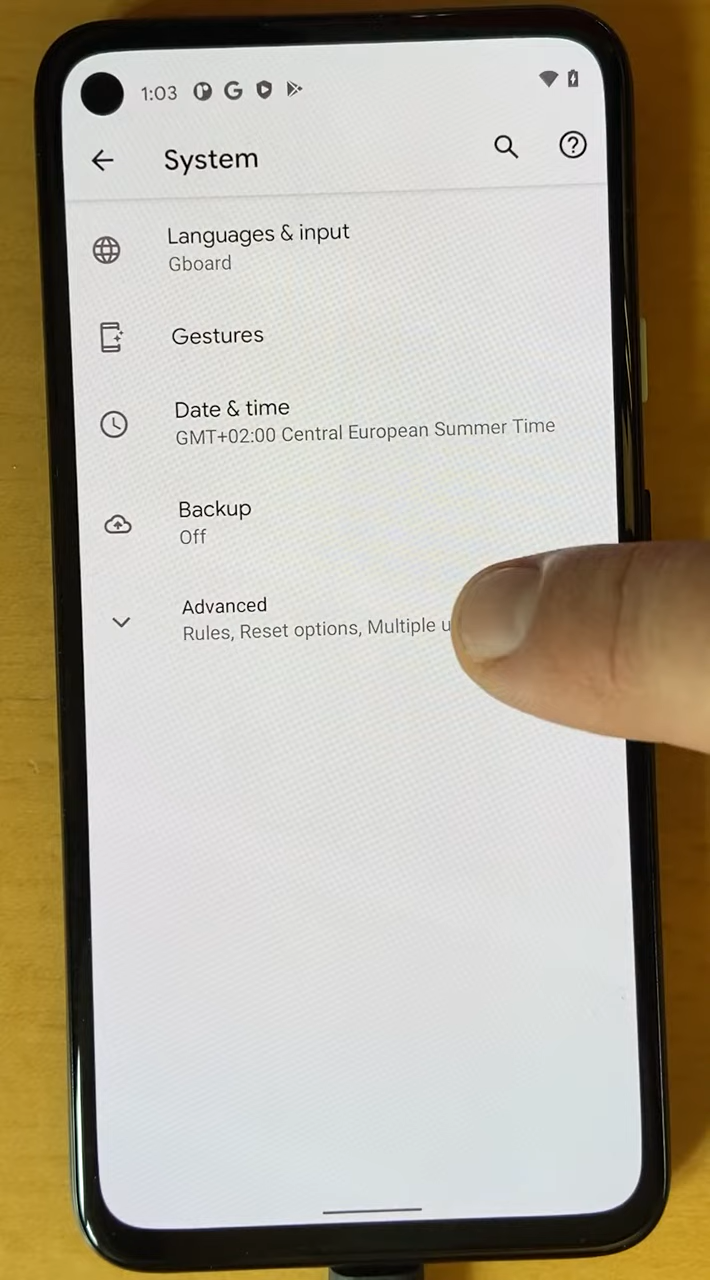 1:03
System
Languages & input
Gboard
Gestures
Date & time
GMT+02:00 Central European Summer Time
Backup
Off
Advanced
Rules, Reset options, Multiple